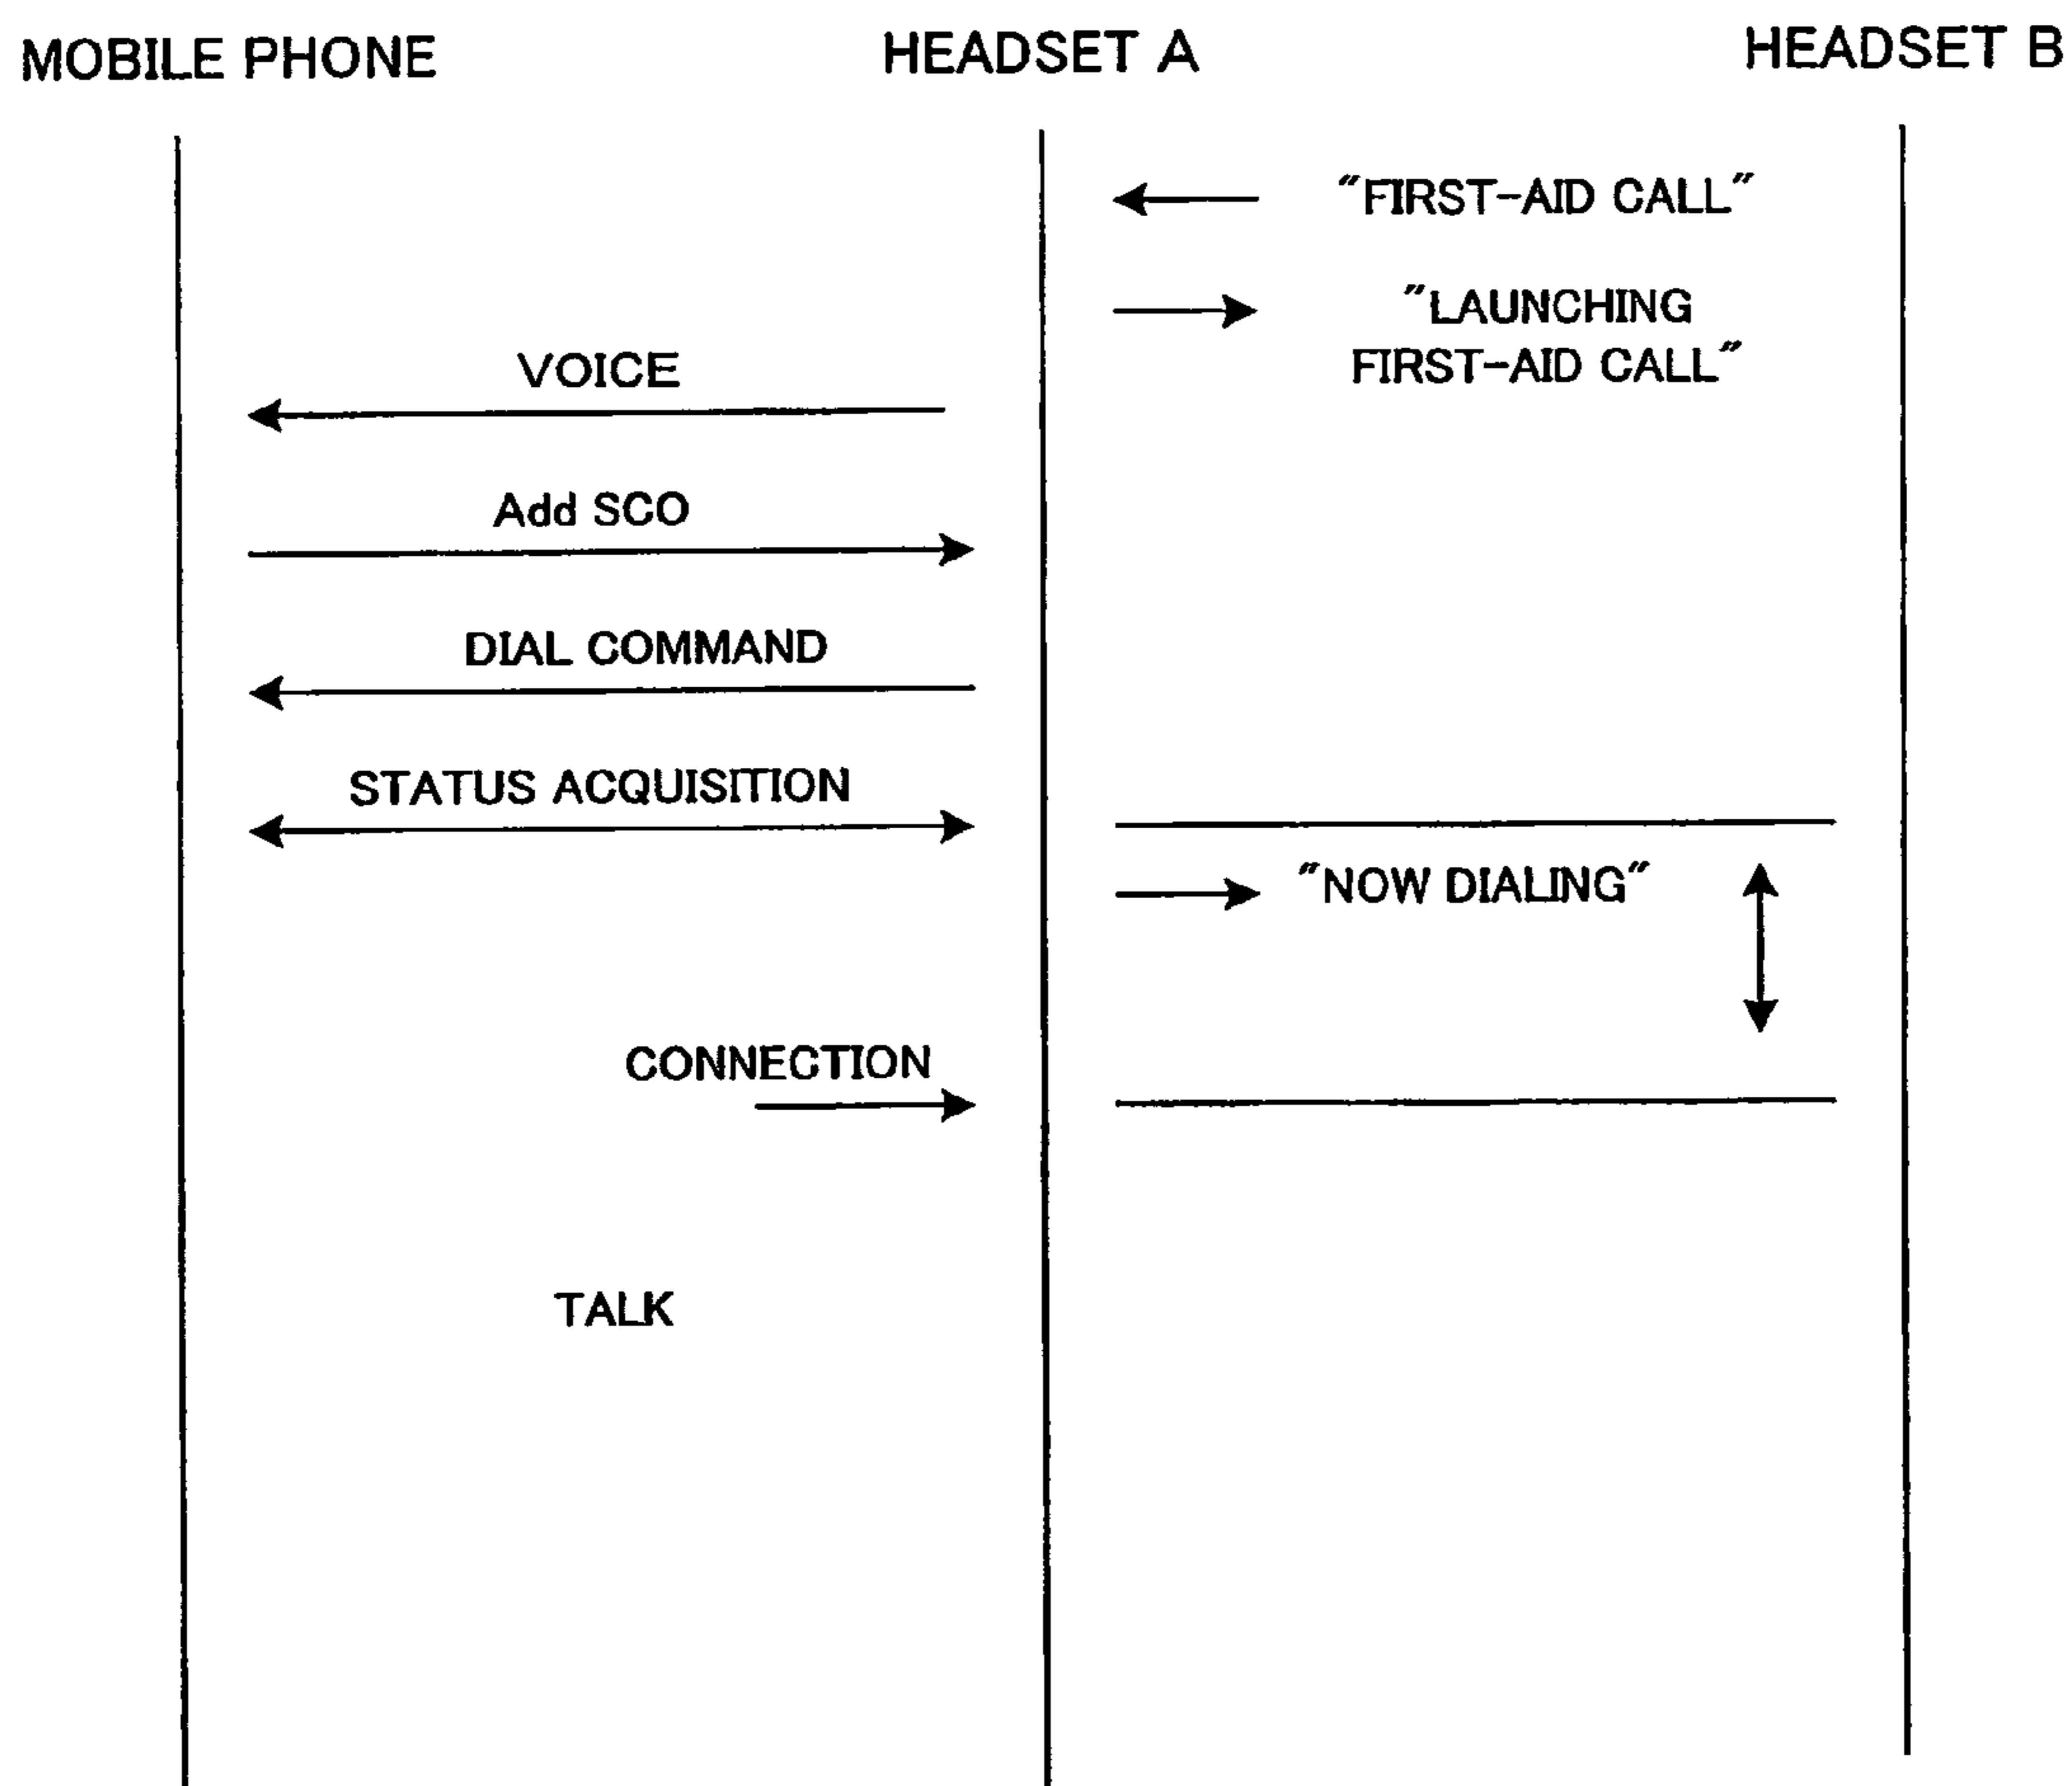 MOBILE PHONE HEADSET A HEADSET B
"FIRST-AID CALL"
"LAUNCHING
FIRST-AID CALL"
VOICE
Add SCO
DIAL COMMAND
STATUS ACQUISITION
"NOW DIALING"
CONNECTION
TALK